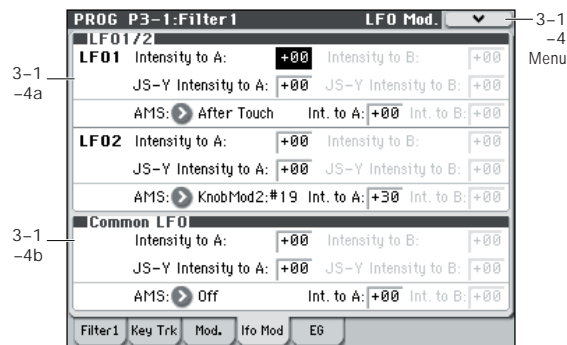 PROG P3-1:Filter1 LFO Mod.
3-1
-4
Menu
LFO1/2
LFO1 Intensity to A: +00 Intensity to B: +00
JS-Y Intensity to A: +00 JS-Y Intensity to B: +00
3-1
-4a
AMS: After Touch Int. to A: +00 Int. to B: +00
LFO2 Intensity to A: +00 Intensity to B: +00
JS-Y Intensity to A: +00 JS-Y Intensity to B: +00
AMS: KnobMod2:#19 Int. to A: +30 Int. to B: +00
Common LFO
3-1
-4b
Intensity to A: +00 Intensity to B: +00
JS-Y Intensity to A: +00 JS-Y Intensity to B: +00
AMS: Off Int. to A: +00 Int. to B: +00
Filter1 Key Trk Mod. lfo Mod EG